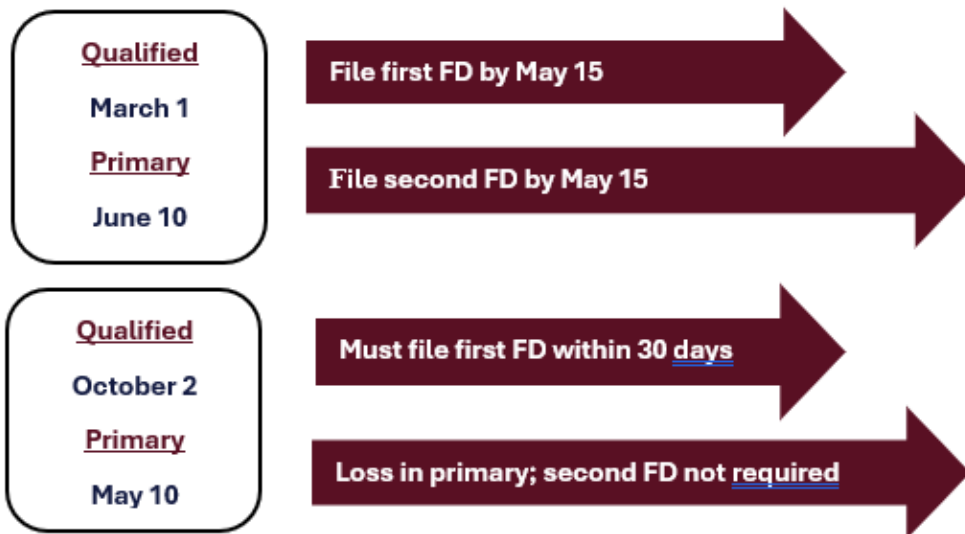 Qualified
March 1
Primary
June 10
File first FD by May 15
File second FD by May 15
Qualified
October 2
Primary
May 10
Must file first FD within 30 days
Loss in primary; second FD not required